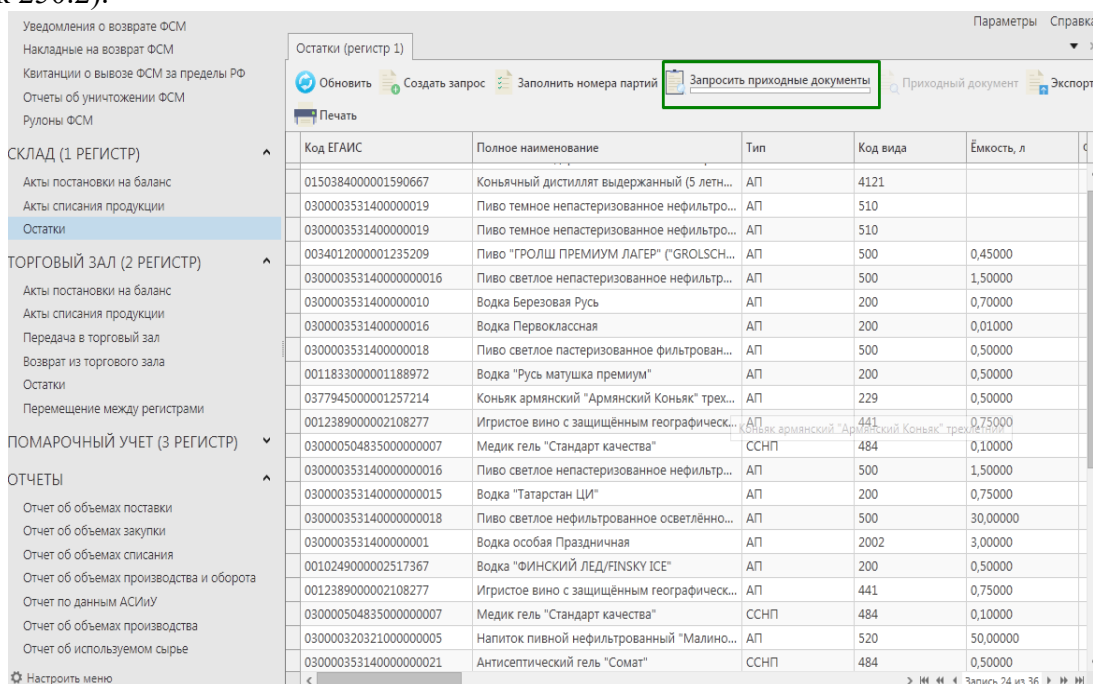 к 250.2).
Уведомления о возврате ФСМ
Накладные на возврат ФСМ
Квитанции о вывозе ФСМ за пределы РФ
Отчеты об уничтожении ФСМ
Рулоны ФСМ
СКЛАД (1 РЕГИСТР)
Акты постановки на баланс
Акты списания продукции
Остатки
ТОРГОВЫЙ ЗАЛ (2 РЕГИСТР)
Акты постановки на баланс
Акты списания продукции
Передача в торговый зал
Возврат из торгового зала
Остатки
Перемещение между регистрами
ПОМАРОЧНЫЙ УЧЕТ (3 РЕГИСТР)
ОТЧЕТЫ
Отчет об объемах поставки
Отчет об объемах закупки
Отчет об объемах списания
Отчет об объемах производства и оборота
Отчет по данным АСИиУ
Отчет об объемах производства
Отчет об используемом сырье
Настроить меню
Параметры Справка
Остатки (регистр 1)
Обновить Создать запрос Заполнить номера партий Запросить приходные документы Приходный документ Экспорт
Печать
Код ЕГАИС Полное наименование Тип Код вида Ёмкость, л
0150384000001590667 Коньячный дистиллят выдержанный (5 летн... АП 4121
0300003531400000019 Пиво темное непастеризованное нефильтро... АП 510
0300003531400000019 Пиво темное непастеризованное нефильтро... АП 510
0034012000001235209 Пиво "ГРОЛШ ПРЕМИУМ ЛАГЕР" ("GROLSCH... АП 500 0,45000
03000035314000000016 Пиво светлое непастеризованное нефильтр... АП 500 1,50000
0300003531400000010 Водка Березовая Русь АП 200 0,70000
0300003531400000016 Водка Первоклассная АП 200 0,01000
0300003531400000018 Пиво светлое пастеризованное фильтрован... АП 500 0,50000
0011833000001188972 Водка "Русь матушка премиум" АП 200 0,50000
0377945000001257214 Коньяк армянский "Армянский Коньяк" трех... АП 229 0,50000
0012389000002108277 Игристое вино с защищённым географическ... АП 441 0,75000
Коньяк армянский "Армянский Коньяк" трехлетний
03000050483500000007 Медик гель "Стандарт качества" ССНП 484 0,10000
03000035314000000016 Пиво светлое непастеризованное нефильтр... АП 500 1,50000
03000035314000000015 Водка "Татарстан ЦИ" АП 200 0,75000
03000035314000000018 Пиво светлое нефильтрованное осветлённо... АП 500 30,00000
0300003531400000001 Водка особая Праздничная АП 2002 3,00000
0010249000002517367 Водка "ФИНСКИЙ ЛЕД/FINSKY ICE" АП 200 0,50000
0012389000002108277 Игристое вино с защищённым географическ... АП 441 0,75000
03000050483500000007 Медик гель "Стандарт качества" ССНП 484 0,10000
03000032032100000005 Напиток пивной нефильтрованный "Малино... АП 520 50,00000
03000035314000000021 Антисептический гель "Сомат" ССНП 484 0,50000
Запись 24 из 36